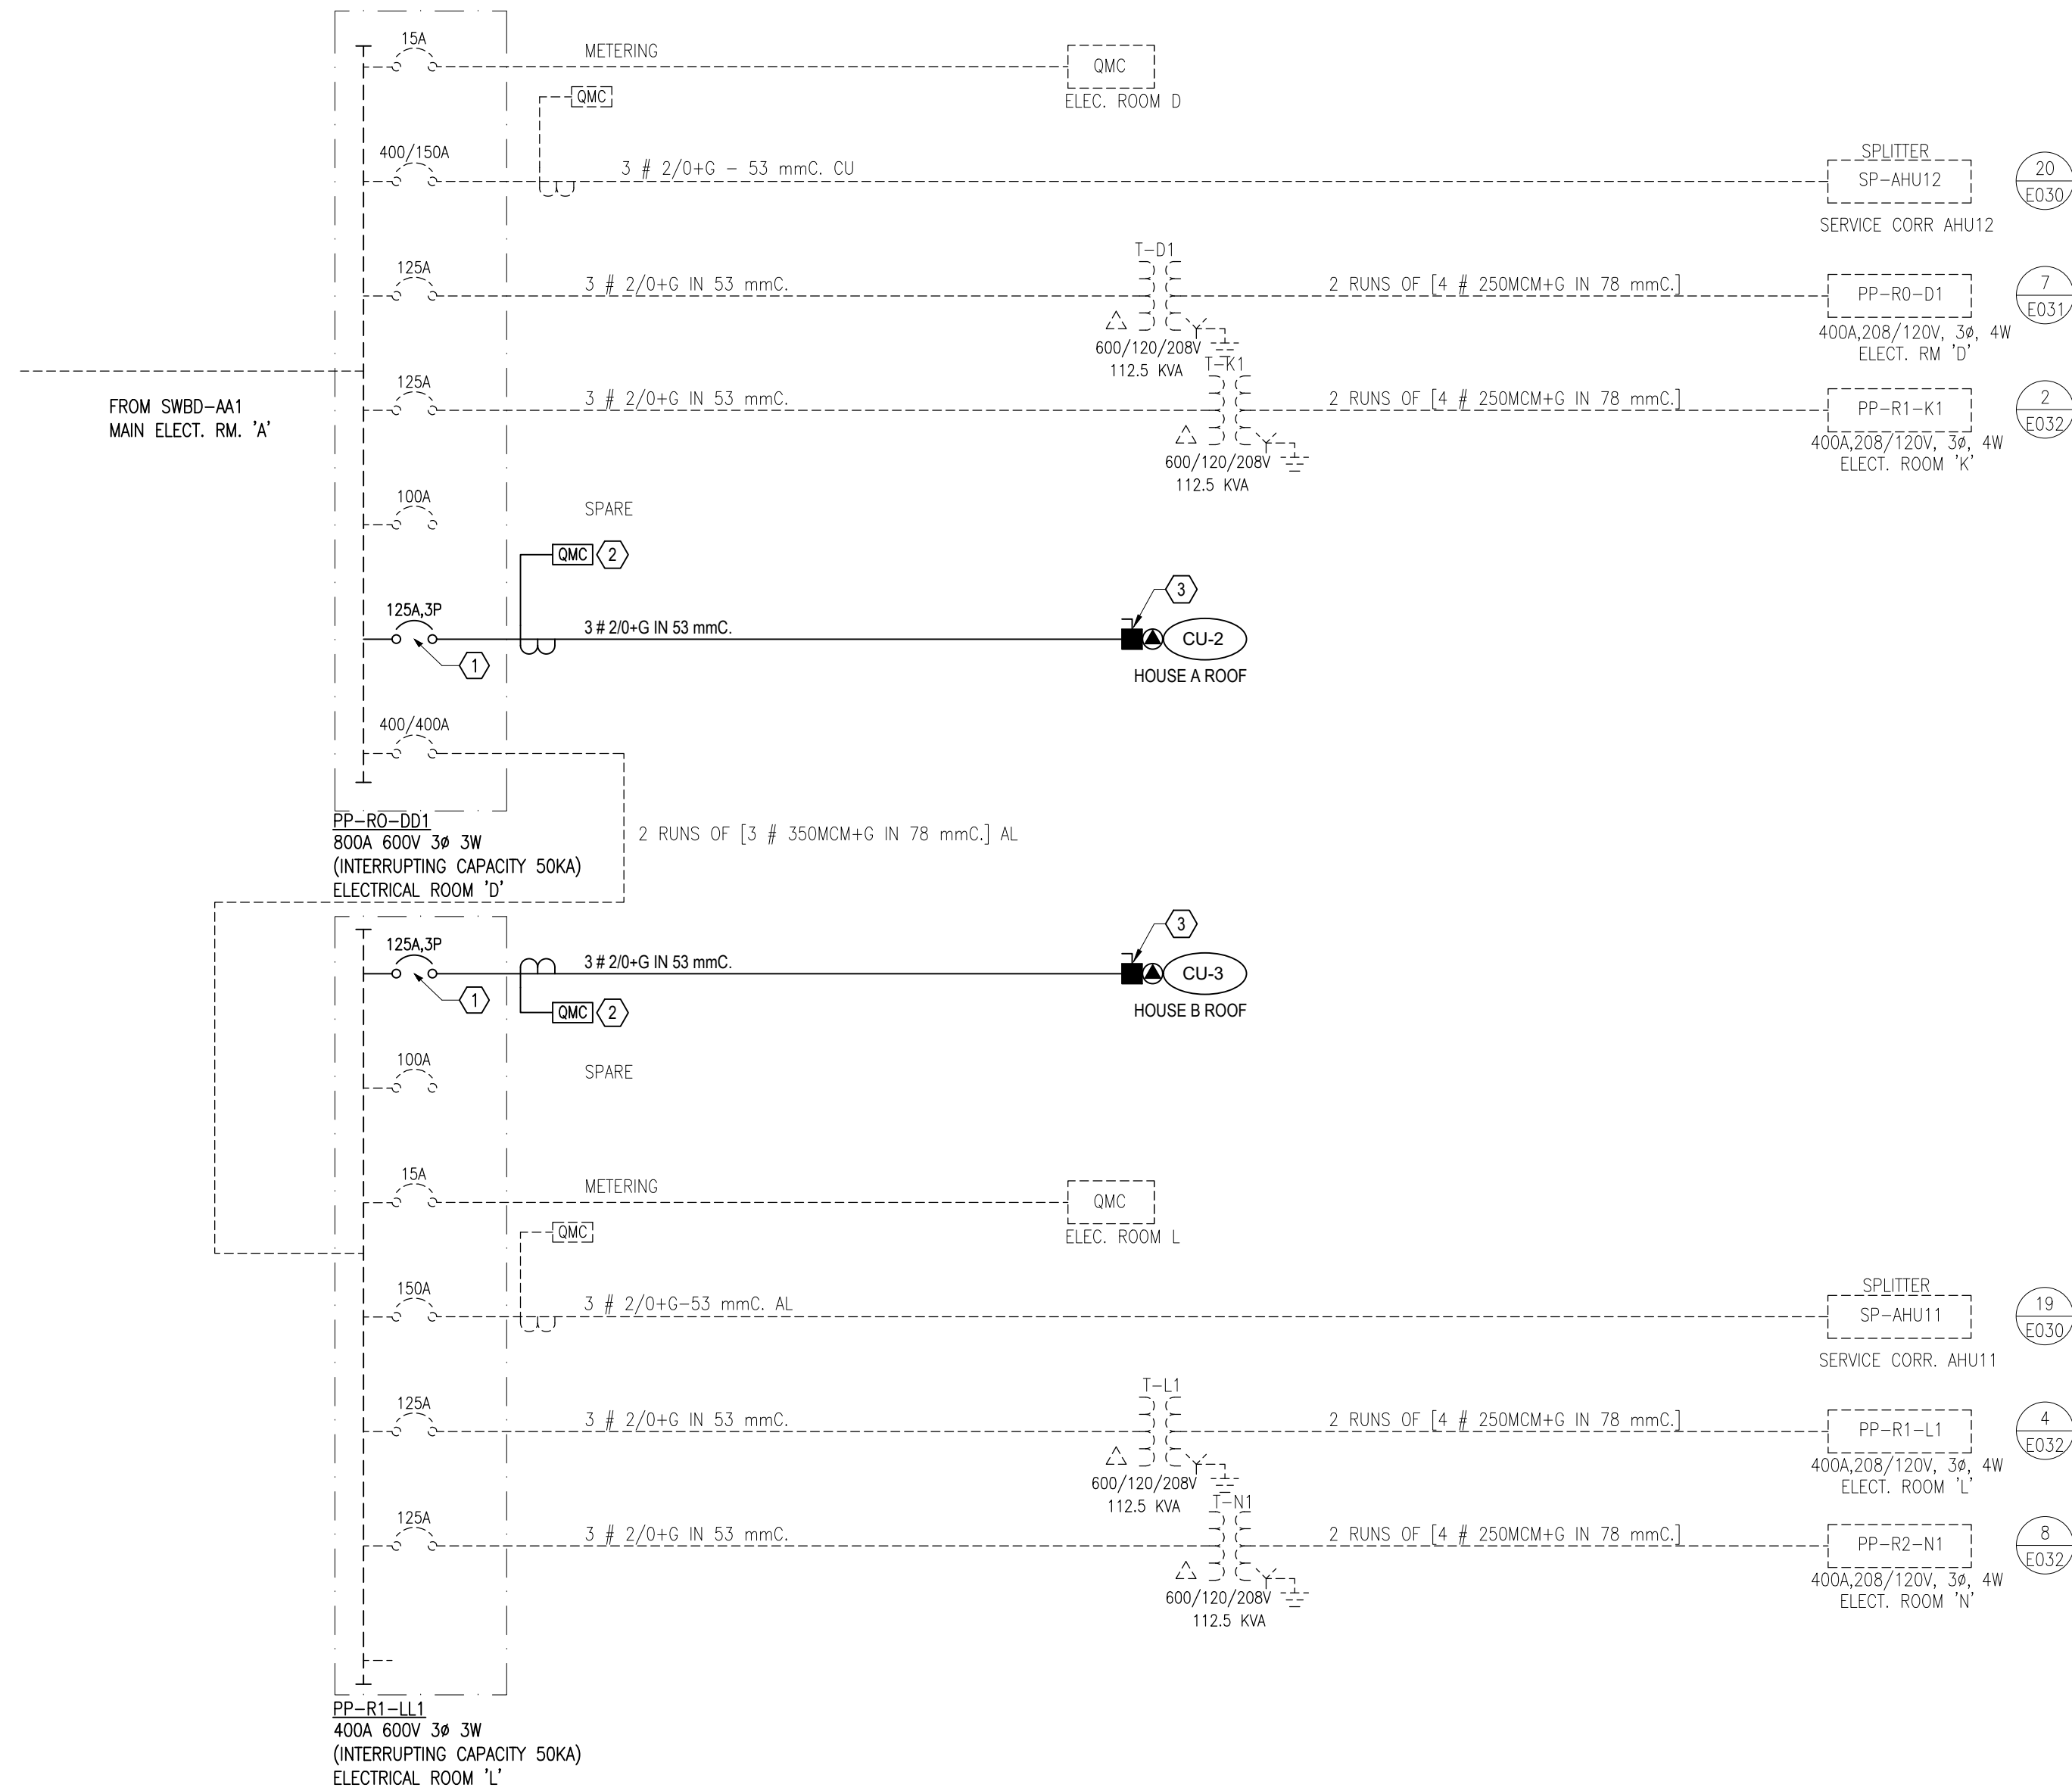 15A
METERING
QMC
ELEC. ROOM D
QMC
400/150A
3 # 2/0+G - 53 mmC. CU
SPLITTER
SP-AHU12
SERVICE CORR AHU12
20
E030
125A
3 # 2/0+G IN 53 mmC.
T-D1
600/120/208V
112.5 KVA
2 RUNS OF [4 # 250MCM+G IN 78 mmC.]
PP-R0-D1
400A,208/120V, 3ø, 4W
ELECT. RM 'D'
7
E031
FROM SWBD-AA1
MAIN ELECT. RM. 'A'
125A
3 # 2/0+G IN 53 mmC.
T-K1
600/120/208V
112.5 KVA
2 RUNS OF [4 # 250MCM+G IN 78 mmC.]
PP-R1-K1
400A,208/120V, 3ø, 4W
ELECT. ROOM 'K'
2
E032
100A
SPARE
QMC 2
125A,3P
1
3 # 2/0+G IN 53 mmC.
3
CU-2
HOUSE A ROOF
400/400A
2 RUNS OF [3 # 350MCM+G IN 78 mmC.] AL
PP-RO-DD1
800A 600V 3ø 3W
(INTERRUPTING CAPACITY 50KA)
ELECTRICAL ROOM 'D'
125A,3P
1
3 # 2/0+G IN 53 mmC.
QMC 2
3
CU-3
HOUSE B ROOF
100A
SPARE
15A
METERING
QMC
ELEC. ROOM L
QMC
150A
3 # 2/0+G-53 mmC. AL
SPLITTER
SP-AHU11
SERVICE CORR. AHU11
19
E030
125A
3 # 2/0+G IN 53 mmC.
T-L1
600/120/208V
112.5 KVA
2 RUNS OF [4 # 250MCM+G IN 78 mmC.]
PP-R1-L1
400A,208/120V, 3ø, 4W
ELECT. ROOM 'L'
4
E032
125A
3 # 2/0+G IN 53 mmC.
T-N1
600/120/208V
112.5 KVA
2 RUNS OF [4 # 250MCM+G IN 78 mmC.]
PP-R2-N1
400A,208/120V, 3ø, 4W
ELECT. ROOM 'N'
8
E032
PP-R1-LL1
400A 600V 3ø 3W
(INTERRUPTING CAPACITY 50KA)
ELECTRICAL ROOM 'L'